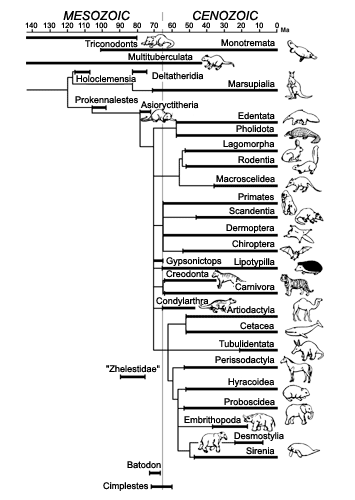 MESOZOIC CENOZOIC
140 130 120 110 100 90 80 70 60 40 30 20 10 0 Ma
Triconodonts Monotremata
Multituberculata
Holoclemensia Deltatheridia
Marsupialia
Prokennalestes
Asioryctitheria
Edentata
Pholidota
Lagomorpha
Rodentia
Macroscelidea
Primates
Scandentia
Dermoptera
Chiroptera
Gypsonictops Lipotypilla
Creodonta
Carnivora
Condylarthra
Artiodactyla
Cetacea
Tubulidentata
Perissodactyla
"Zhelestidae"
Hyracoidea
Proboscidea
Embrithopoda
Desmostylia
Sirenia
Batodon
Cimplestes